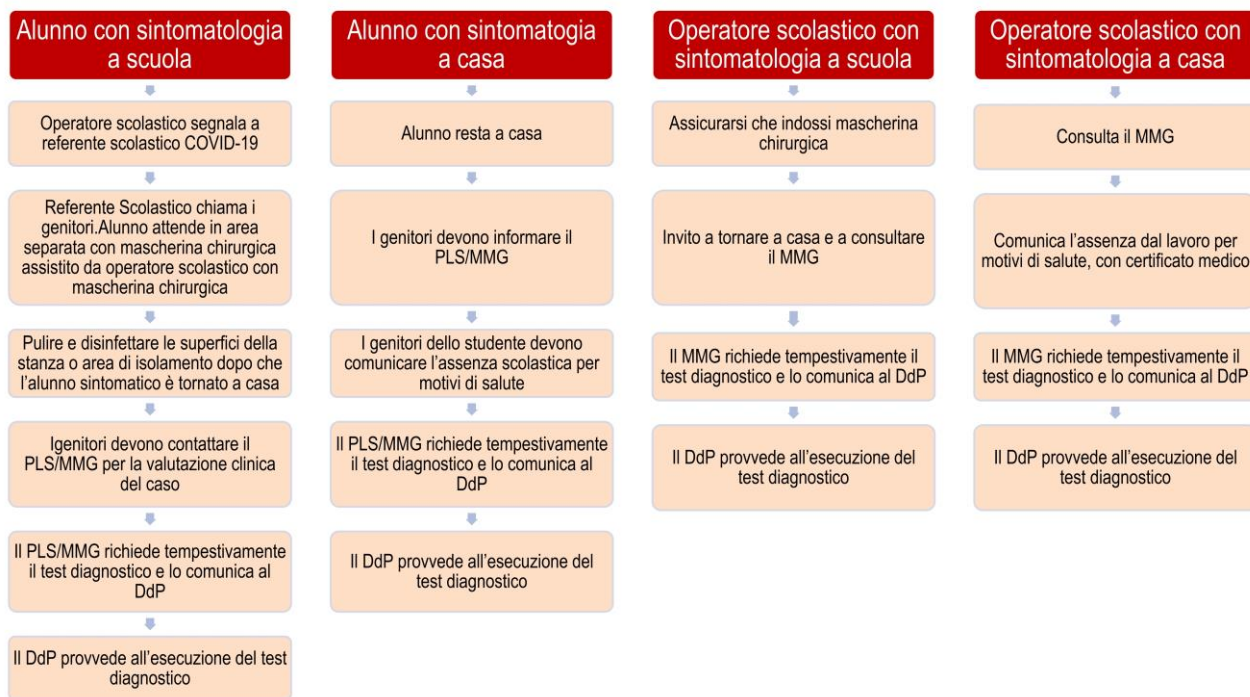 Alunno con sintomatologia
a scuola
Operatore scolastico segnala a
referente scolastico COVID-19
Referente Scolastico chiama i
genitori.Alunno attende in area
separata con mascherina chirurgica
assistito da operatore scolastico con
mascherina chirurgica
Pulire e disinfettare le superfici della
stanza o area di isolamento dopo che
l'alunno sintomatico è tornato a casa
Igenitori devono contattare il
PLS/MMG per la valutazione clinica
del caso
Il PLS/MMG richiede tempestivamente
il test diagnostico e lo comunica al
DdP
Il DdP provvede all'esecuzione del test
diagnostico
Alunno con sintomatogia
a casa
Alunno resta a casa
I genitori devono informare il
PLS/MMG
I genitori dello studente devono
comunicare l'assenza scolastica per
motivi di salute
Il PLS/MMG richiede tempestivamente
il test diagnostico e lo comunica al
DdP
Il DdP provvede all'esecuzione del
test diagnostico
Operatore scolastico con
sintomatologia a scuola
Assicurarsi che indossi mascherina
chirurgica
Invito a tornare a casa e a consultare
il MMG
Il MMG richiede tempestivamente il
test diagnostico e lo comunica al DdP
Il DdP provvede all'esecuzione del
test diagnostico
Operatore scolastico con
sintomatologia a casa
Consulta il MMG
Comunica l'assenza dal lavoro per
motivi di salute, con certificato medico
Il MMG richiede tempestivamente il
test diagnostico e lo comunica al DdP
Il DdP provvede all'esecuzione del
test diagnostico